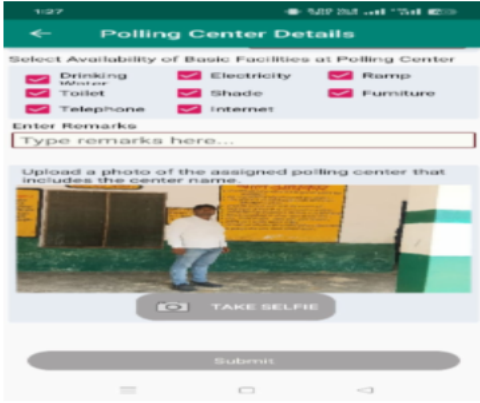 1:27
Polling Center Details
Select Availability of Basic Facilities at Polling Center
Drinking Water
Electricity
Ramp
Toilet
Shade
Furniture
Telephone
Internet
Enter Remarks
Type remarks here...
Upload a photo of the assigned polling center that
includes the center name.
TAKE SELFIE
Submit